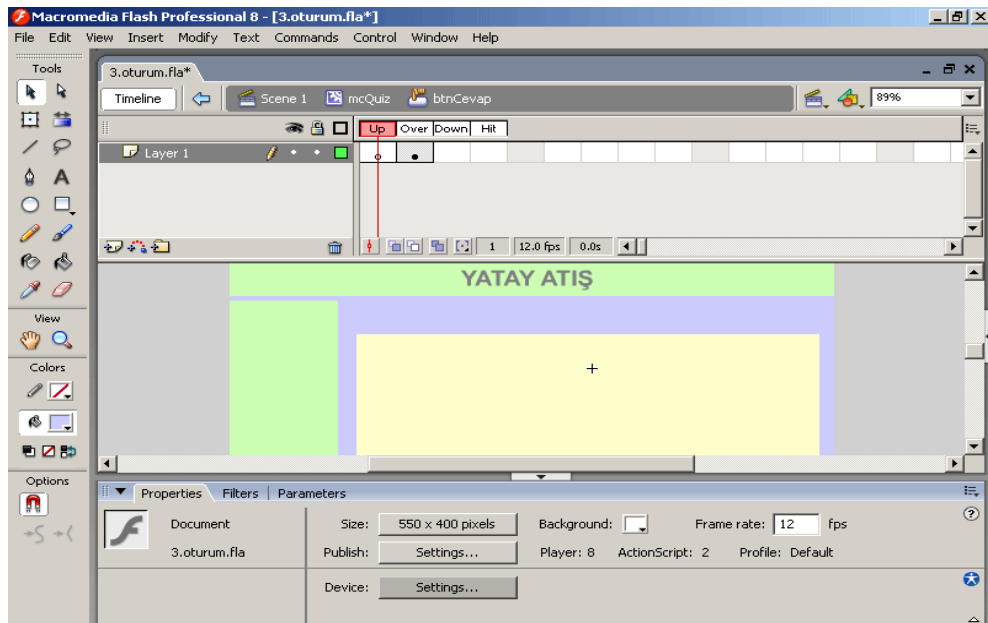 Macromedia Flash Professional 8 - [3.oturum.fla*]
File Edit View Insert Modify Text Commands Control Window Help
Tools
3.oturum.fla*
Timeline Scene 1 mcQuiz btnCevap 89%
Up Over Down Hit
Layer 1
1 12.0 fps 0.0s
YATAY ATIŞ
View
Colors
Options
Properties Filters Parameters
Document Size: 550 x 400 pixels Background: Frame rate: 12 fps
3.oturum.fla Publish: Settings... Player: 8 ActionScript: 2 Profile: Default
Device: Settings...